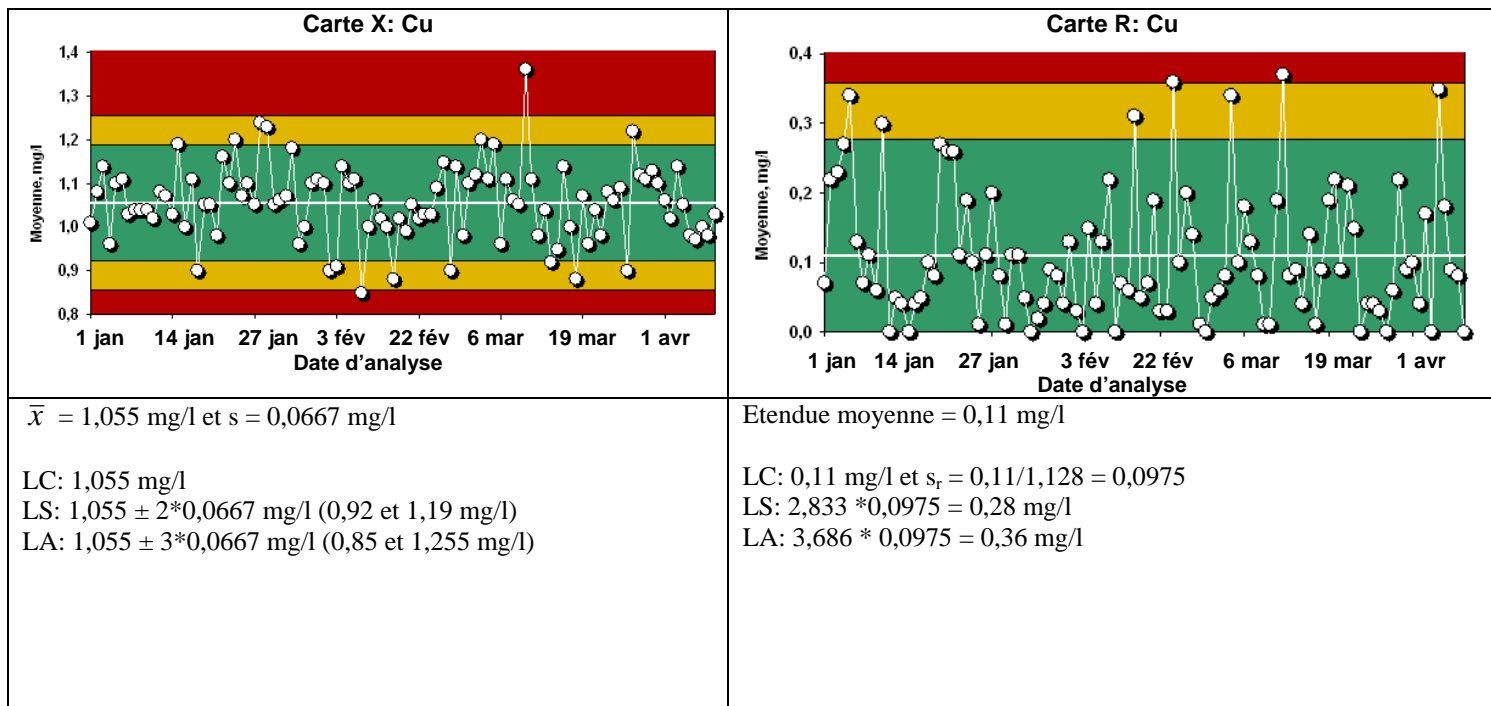 Carte X: Cu
1,4
1,3
1,2
1,1
1,0
0,9
0,8
Moyenne, mg/l
1 jan 14 jan 27 jan 3 fév 22 fév 6 mar 19 mar 1 avr
Date d'analyse
Carte R: Cu
0,4
0,3
0,2
0,1
0,0
Moyenne, mg/l
1 jan 14 jan 27 jan 3 fév 22 fév 6 mar 19 mar 1 avr
Date d'analyse
x̅ = 1,055 mg/l et s = 0,0667 mg/l
LC: 1,055 mg/l
LS: 1,055 ± 2*0,0667 mg/l (0,92 et 1,19 mg/l)
LA: 1,055 ± 3*0,0667 mg/l (0,85 et 1,255 mg/l)
Etendue moyenne = 0,11 mg/l
LC: 0,11 mg/l et sr = 0,11/1,128 = 0,0975
LS: 2,833 *0,0975 = 0,28 mg/l
LA: 3,686 * 0,0975 = 0,36 mg/l